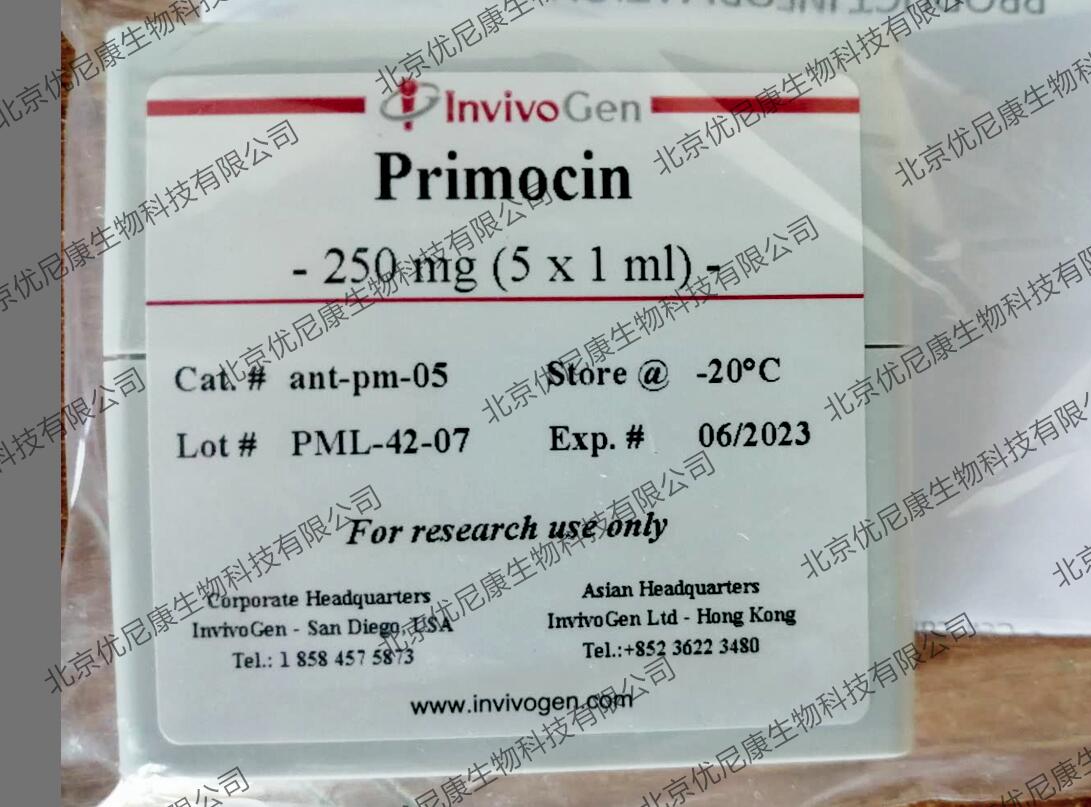 InvivoGen
Primocin
- 250 mg (5 x 1 ml) -
Cat. # ant-pm-05 Store @ -20°C
Lot # PML-42-07 Exp. # 06/2023
For research use only
Corporate Headquarters
InvivoGen - San Diego, USA
Tel.: 1 858 457 5873
Asian Headquarters
InvivoGen Ltd - Hong Kong
Tel.:+852 3622 3480
www.invivogen.com
北京优尼康生物科技有限公司